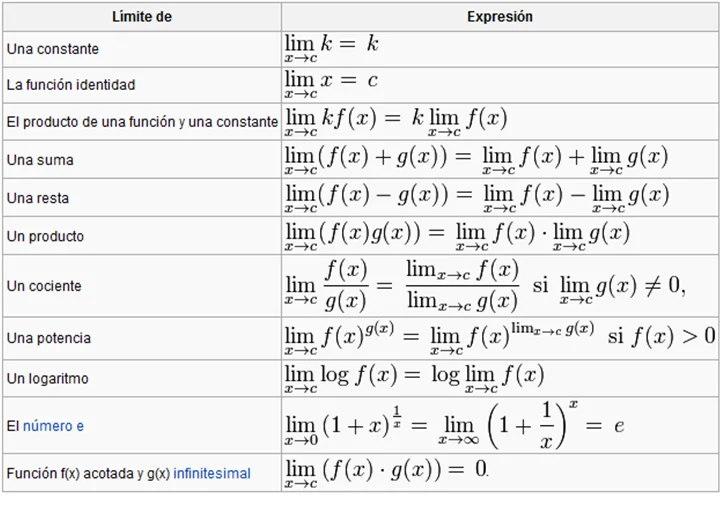 Límite de Expresión
Una constante $\lim_{x \to c} k = k$
La función identidad $\lim_{x \to c} x = c$
El producto de una función y una constante $\lim_{x \to c} kf(x) = k \lim_{x \to c} f(x)$
Una suma $\lim_{x \to c} (f(x) + g(x)) = \lim_{x \to c} f(x) + \lim_{x \to c} g(x)$
Una resta $\lim_{x \to c} (f(x) - g(x)) = \lim_{x \to c} f(x) - \lim_{x \to c} g(x)$
Un producto $\lim_{x \to c} (f(x)g(x)) = \lim_{x \to c} f(x) \cdot \lim_{x \to c} g(x)$
Un cociente $\lim_{x \to c} \frac{f(x)}{g(x)} = \frac{\lim_{x \to c} f(x)}{\lim_{x \to c} g(x)}$ si $\lim_{x \to c} g(x) \neq 0,$
Una potencia $\lim_{x \to c} f(x)^{g(x)} = \lim_{x \to c} f(x)^{\lim_{x \to c} g(x)}$ si $f(x) > 0$
Un logaritmo $\lim_{x \to c} \log f(x) = \log \lim_{x \to c} f(x)$
El número e $\lim_{x \to 0} (1 + x)^{\frac{1}{x}} = \lim_{x \to \infty} \left(1 + \frac{1}{x}\right)^x = e$
Función f(x) acotada y g(x) infinitesimal $\lim_{x \to c} (f(x) \cdot g(x)) = 0.$